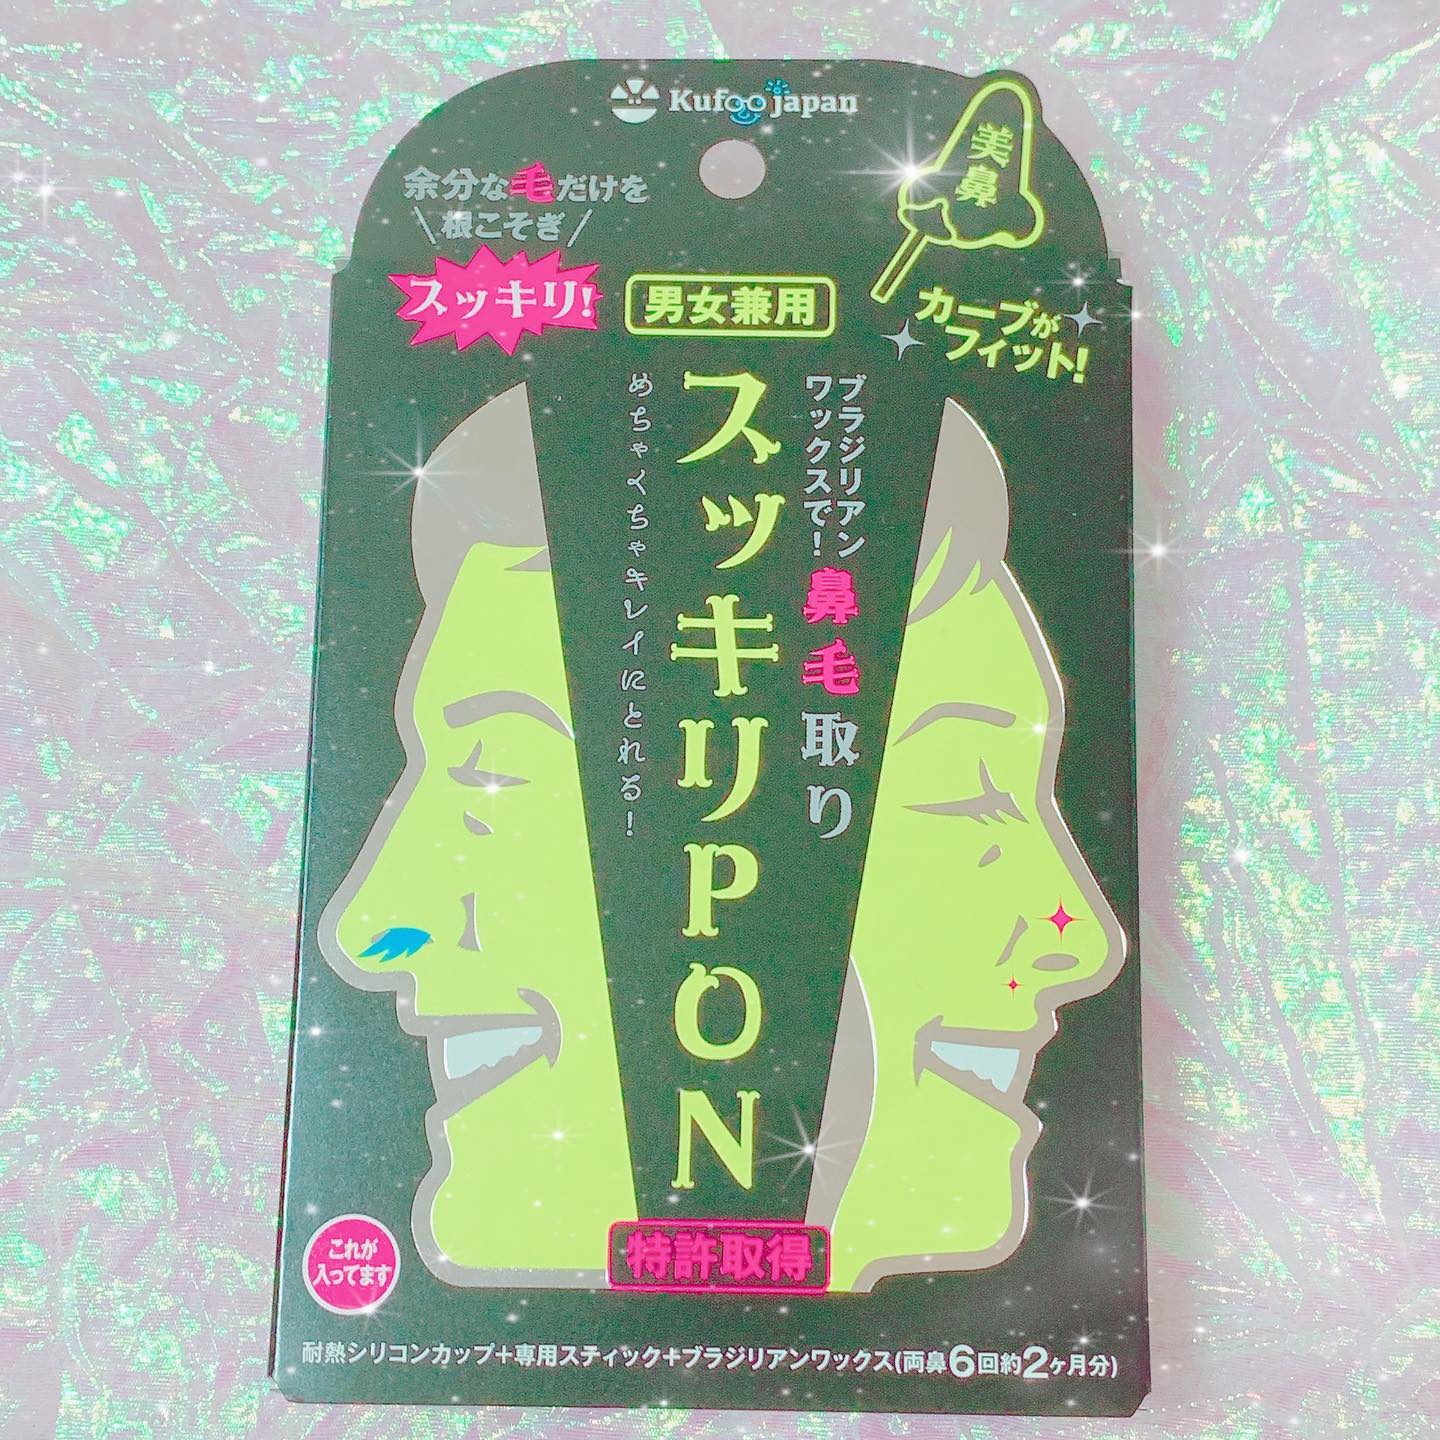 Kufoo japan
余分な毛だけを
根こそぎ
スッキリ!
男女兼用
美鼻
カーブが
フィット!
ブラジリアン
ワックスで!
鼻毛取り
スッキリPON
めちゃくちゃキレイにとれる!
特許取得
これが
入ってます
耐熱シリコンカップ+専用スティック+ブラジリアンワックス(両鼻6回約2ヶ月分)